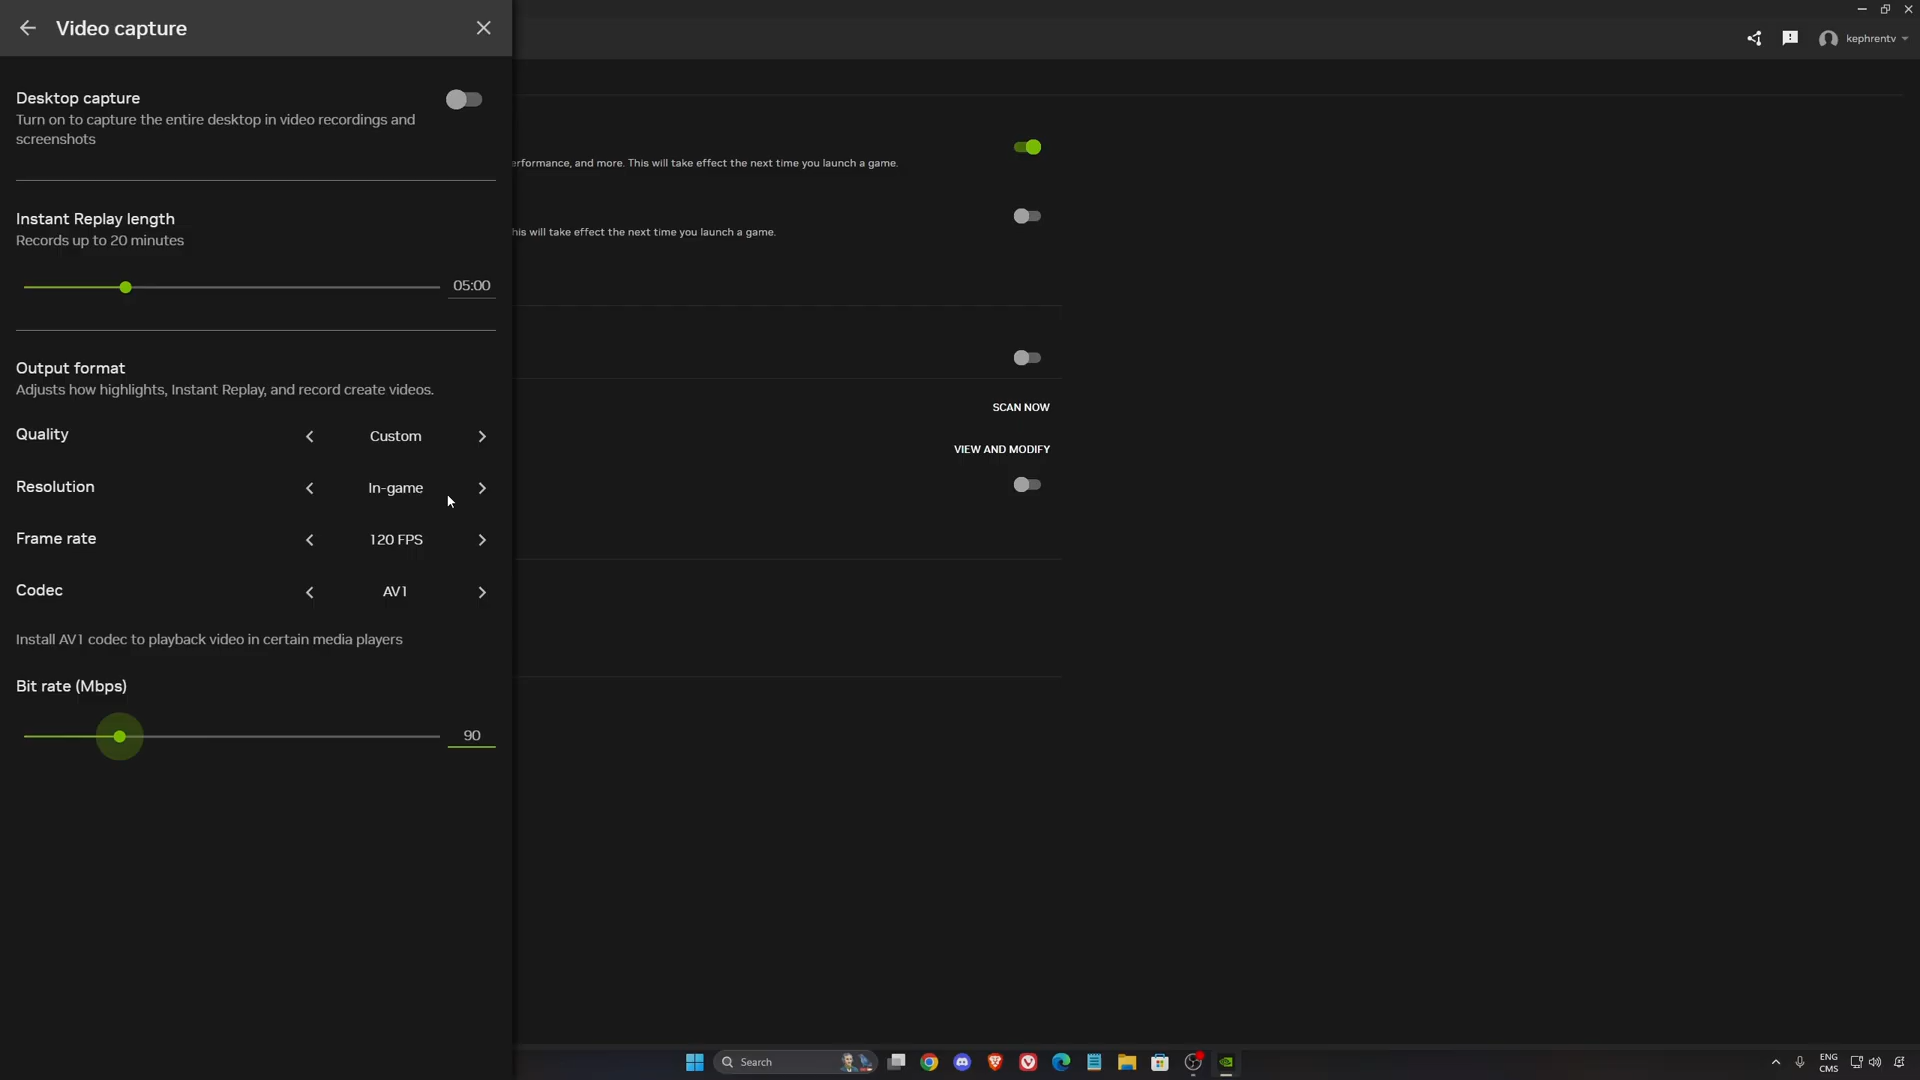 Video capture
kephrentv
Desktop capture
Turn on to capture the entire desktop in video recordings and
screenshots
erformance, and more. This will take effect the next time you launch a game.
Instant Replay length
Records up to 20 minutes
his will take effect the next time you launch a game.
05:00
Output format
Adjusts how highlights, Instant Replay, and record create videos.
SCAN NOW
Quality
Custom
VIEW AND MODIFY
Resolution
In-game
Frame rate
120 FPS
Codec
AV1
Install AV1 codec to playback video in certain media players
Bit rate (Mbps)
90
Search
ENG
CMS